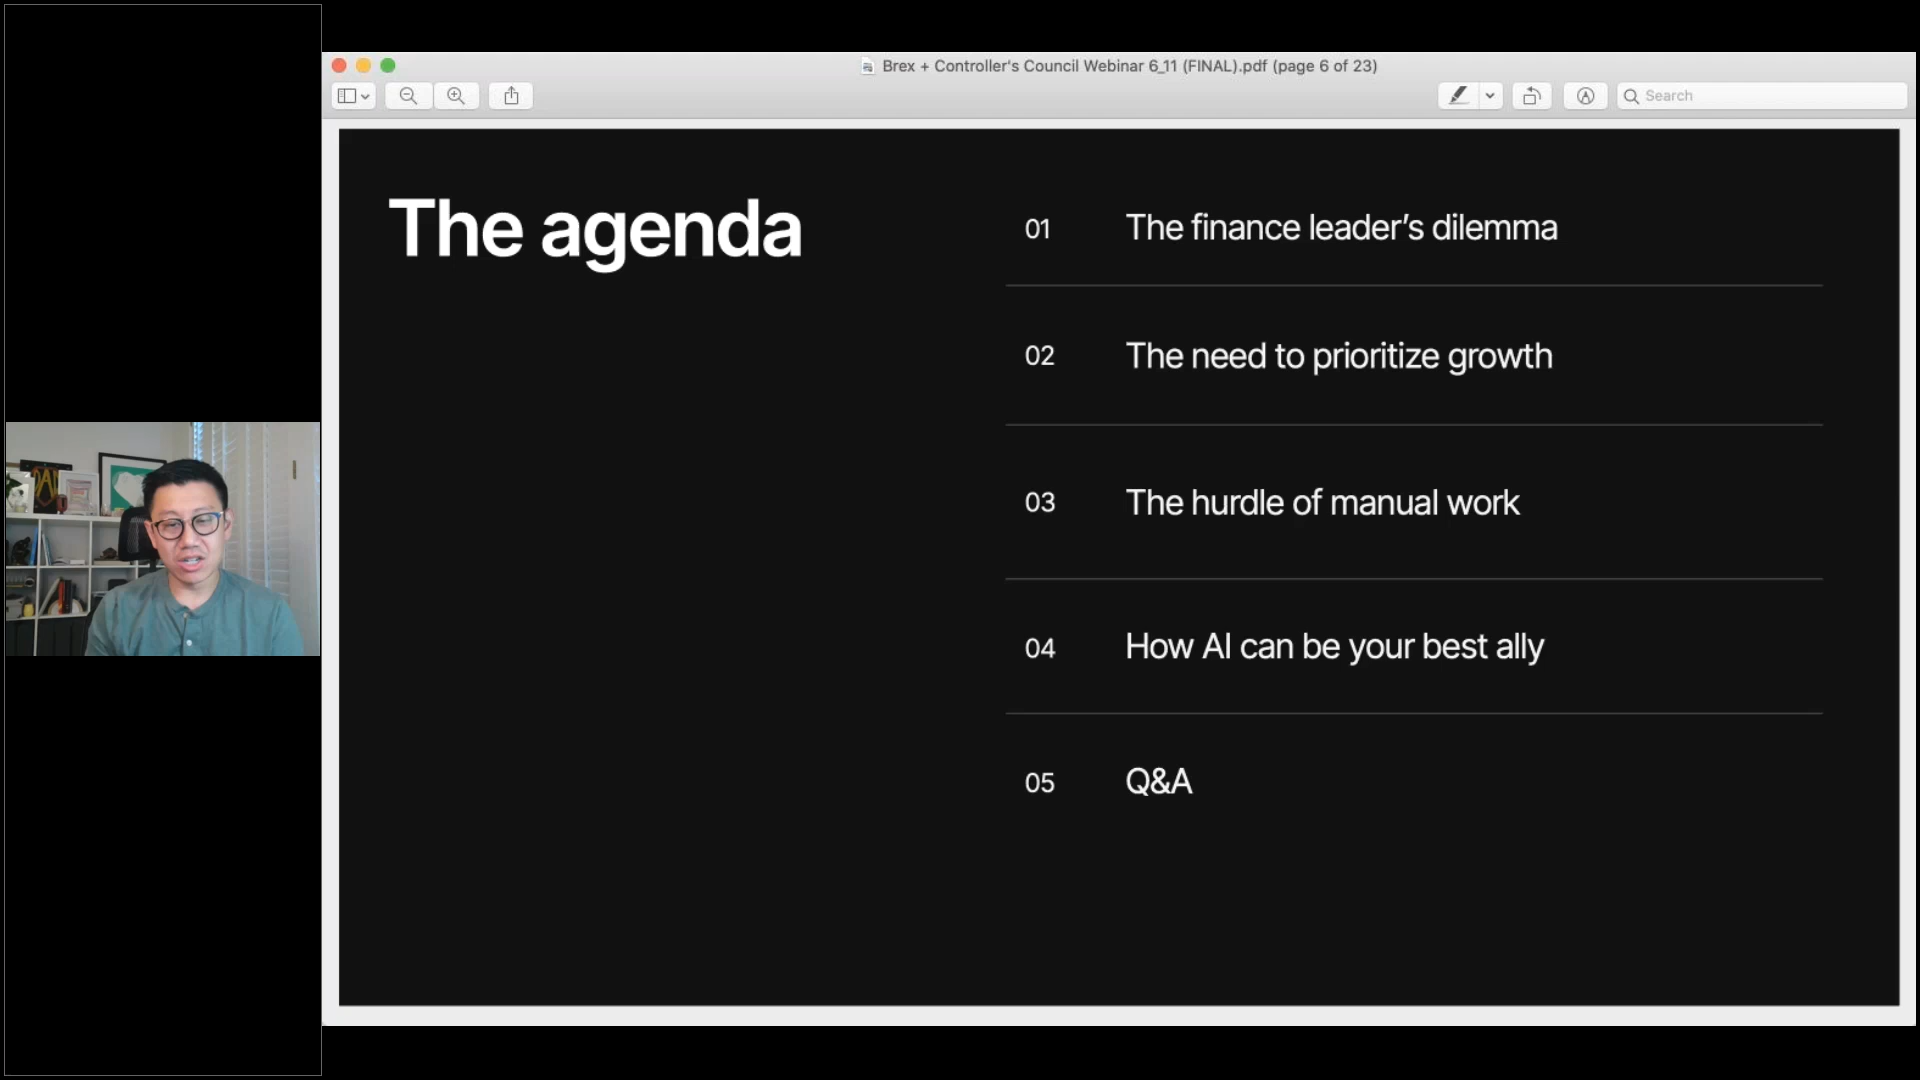 Brex + Controller's Council Webinar 6_11 (FINAL).pdf (page 6 of 23)
Search
The agenda
01 The finance leader’s dilemma
02 The need to prioritize growth
03 The hurdle of manual work
04 How AI can be your best ally
05 Q&A